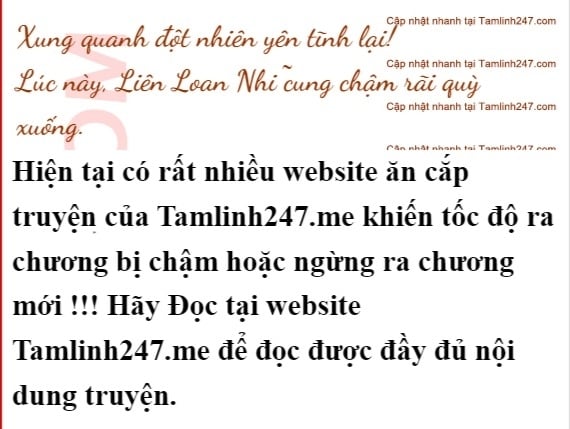 Cập nhật nhanh tại Tamlinh247.com
Xung quanh đột nhiên yên tĩnh lại!
Cập nhật nhanh tại Tamlinh247.com
Lúc này, Liên Loan Nhi cũng chậm rãi quỳ
Cập nhật nhanh tại Tamlinh247.com
xuống.
Cập nhật nhanh tại Tamlinh247.com
Hiện tại có rất nhiều website ăn cắp
truyện của Tamlinh247.me khiến tốc độ ra
chương bị chậm hoặc ngừng ra chương
mới !!! Hãy Đọc tại website
Tamlinh247.me để đọc được đầy đủ nội
dung truyện.